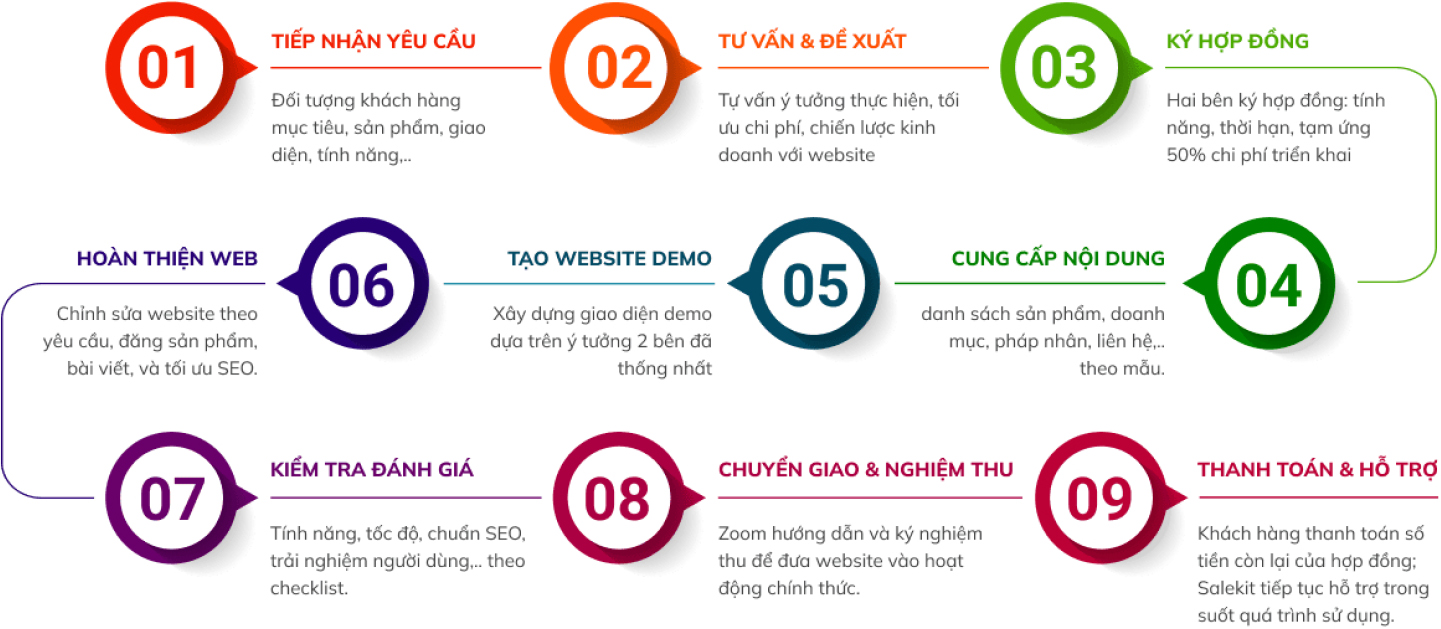 01
TIẾP NHẬN YÊU CẦU
Đối tượng khách hàng
mục tiêu, sản phẩm, giao
diện, tính năng,..
02
TƯ VẤN & ĐỀ XUẤT
Tự vấn ý tưởng thực hiện, tối
ưu chi phí, chiến lược kinh
doanh với website
03
KÝ HỢP ĐỒNG
Hai bên ký hợp đồng: tính
năng, thời hạn, tạm ứng
50% chi phí triển khai
04
CUNG CẤP NỘI DUNG
danh sách sản phẩm, doanh
mục, pháp nhân, liên hệ,..
theo mẫu.
05
TẠO WEBSITE DEMO
Xây dựng giao diện demo
dựa trên ý tưởng 2 bên đã
thống nhất
06
HOÀN THIỆN WEB
Chỉnh sửa website theo
yêu cầu, đăng sản phẩm,
bài viết, và tối ưu SEO.
07
KIỂM TRA ĐÁNH GIÁ
Tính năng, tốc độ, chuẩn SEO,
trải nghiệm người dùng,.. theo
checklist.
08
CHUYỂN GIAO & NGHIỆM THU
Zoom hướng dẫn và ký nghiệm
thu để đưa website vào hoạt
động chính thức.
09
THANH TOÁN & HỖ TRỢ
Khách hàng thanh toán số
tiền còn lại của hợp đồng;
Salekit tiếp tục hỗ trợ trong
suốt quá trình sử dụng.